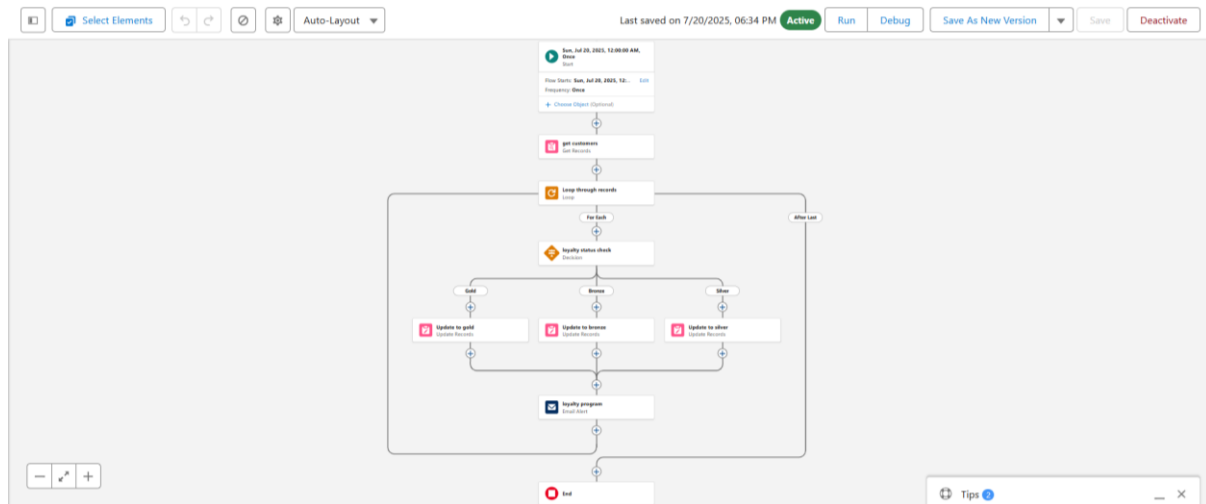 Select Elements
Auto-Layout
Last saved on 7/20/2025, 06:34 PM
Active
Run
Debug
Save As New Version
Save
Deactivate
Sun, Jul 20, 2025, 12:00:00 AM,
Once
Start
Flow Starts: Sun, Jul 20, 2025, 12:...
Edit
Frequency: Once
+ Choose Object (Optional)
get customers
Get Records
Loop through records
Loop
For Each
After Last
loyalty status check
Decision
Gold
Bronze
Silver
Update to gold
Update Records
Update to bronze
Update Records
Update to silver
Update Records
loyalty program
Email Alert
End
Tips 2